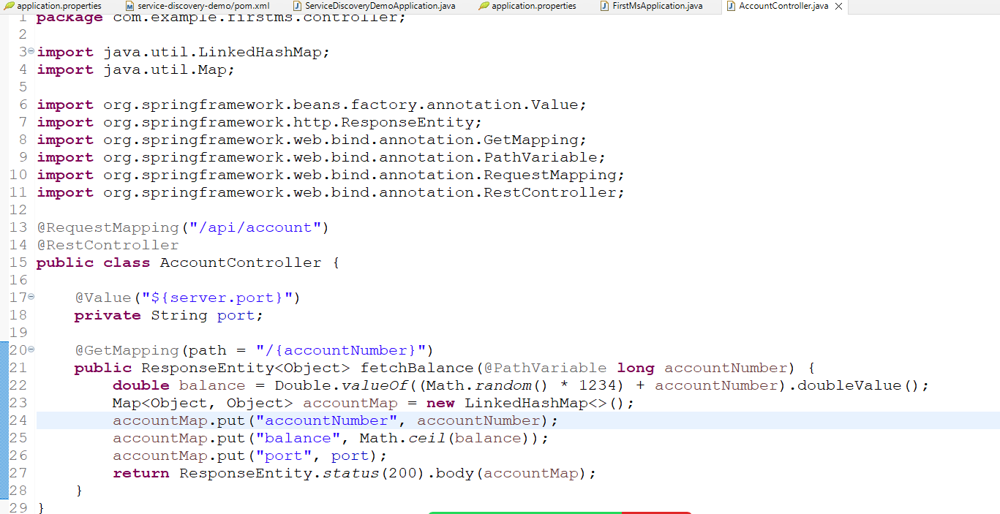 application.properties service-discovery-demo/pom.xml ServiceDiscoveryDemoApplication.java application.properties FirstMsApplication.java AccountController.java
1 package com.example.firstms.controller;
2
3 import java.util.LinkedHashMap;
4 import java.util.Map;
5
6 import org.springframework.beans.factory.annotation.Value;
7 import org.springframework.http.ResponseEntity;
8 import org.springframework.web.bind.annotation.GetMapping;
9 import org.springframework.web.bind.annotation.PathVariable;
10 import org.springframework.web.bind.annotation.RequestMapping;
11 import org.springframework.web.bind.annotation.RestController;
12
13 @RequestMapping("/api/account")
14 @RestController
15 public class AccountController {
16
17 @Value("${server.port}")
18 private String port;
19
20 @GetMapping(path = "/{accountNumber}")
21 public ResponseEntity<Object> fetchBalance(@PathVariable long accountNumber) {
22 double balance = Double.valueOf((Math.random() * 1234) + accountNumber).doubleValue();
23 Map<Object, Object> accountMap = new LinkedHashMap<>();
24 accountMap.put("accountNumber", accountNumber);
25 accountMap.put("balance", Math.ceil(balance));
26 accountMap.put("port", port);
27 return ResponseEntity.status(200).body(accountMap);
28 }
29 }